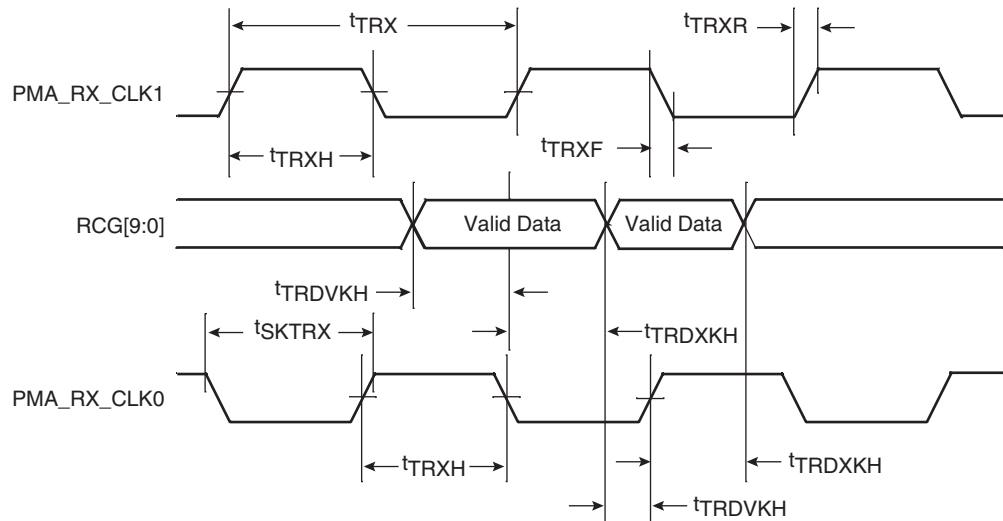 tTRX
tTRXR
PMA_RX_CLK1
tTRXH
tTRXF
RCG[9:0]
Valid Data
Valid Data
tTRDVKH
tSKTRX
tTRDXKH
PMA_RX_CLK0
tTRXH
tTRDXKH
tTRDVKH